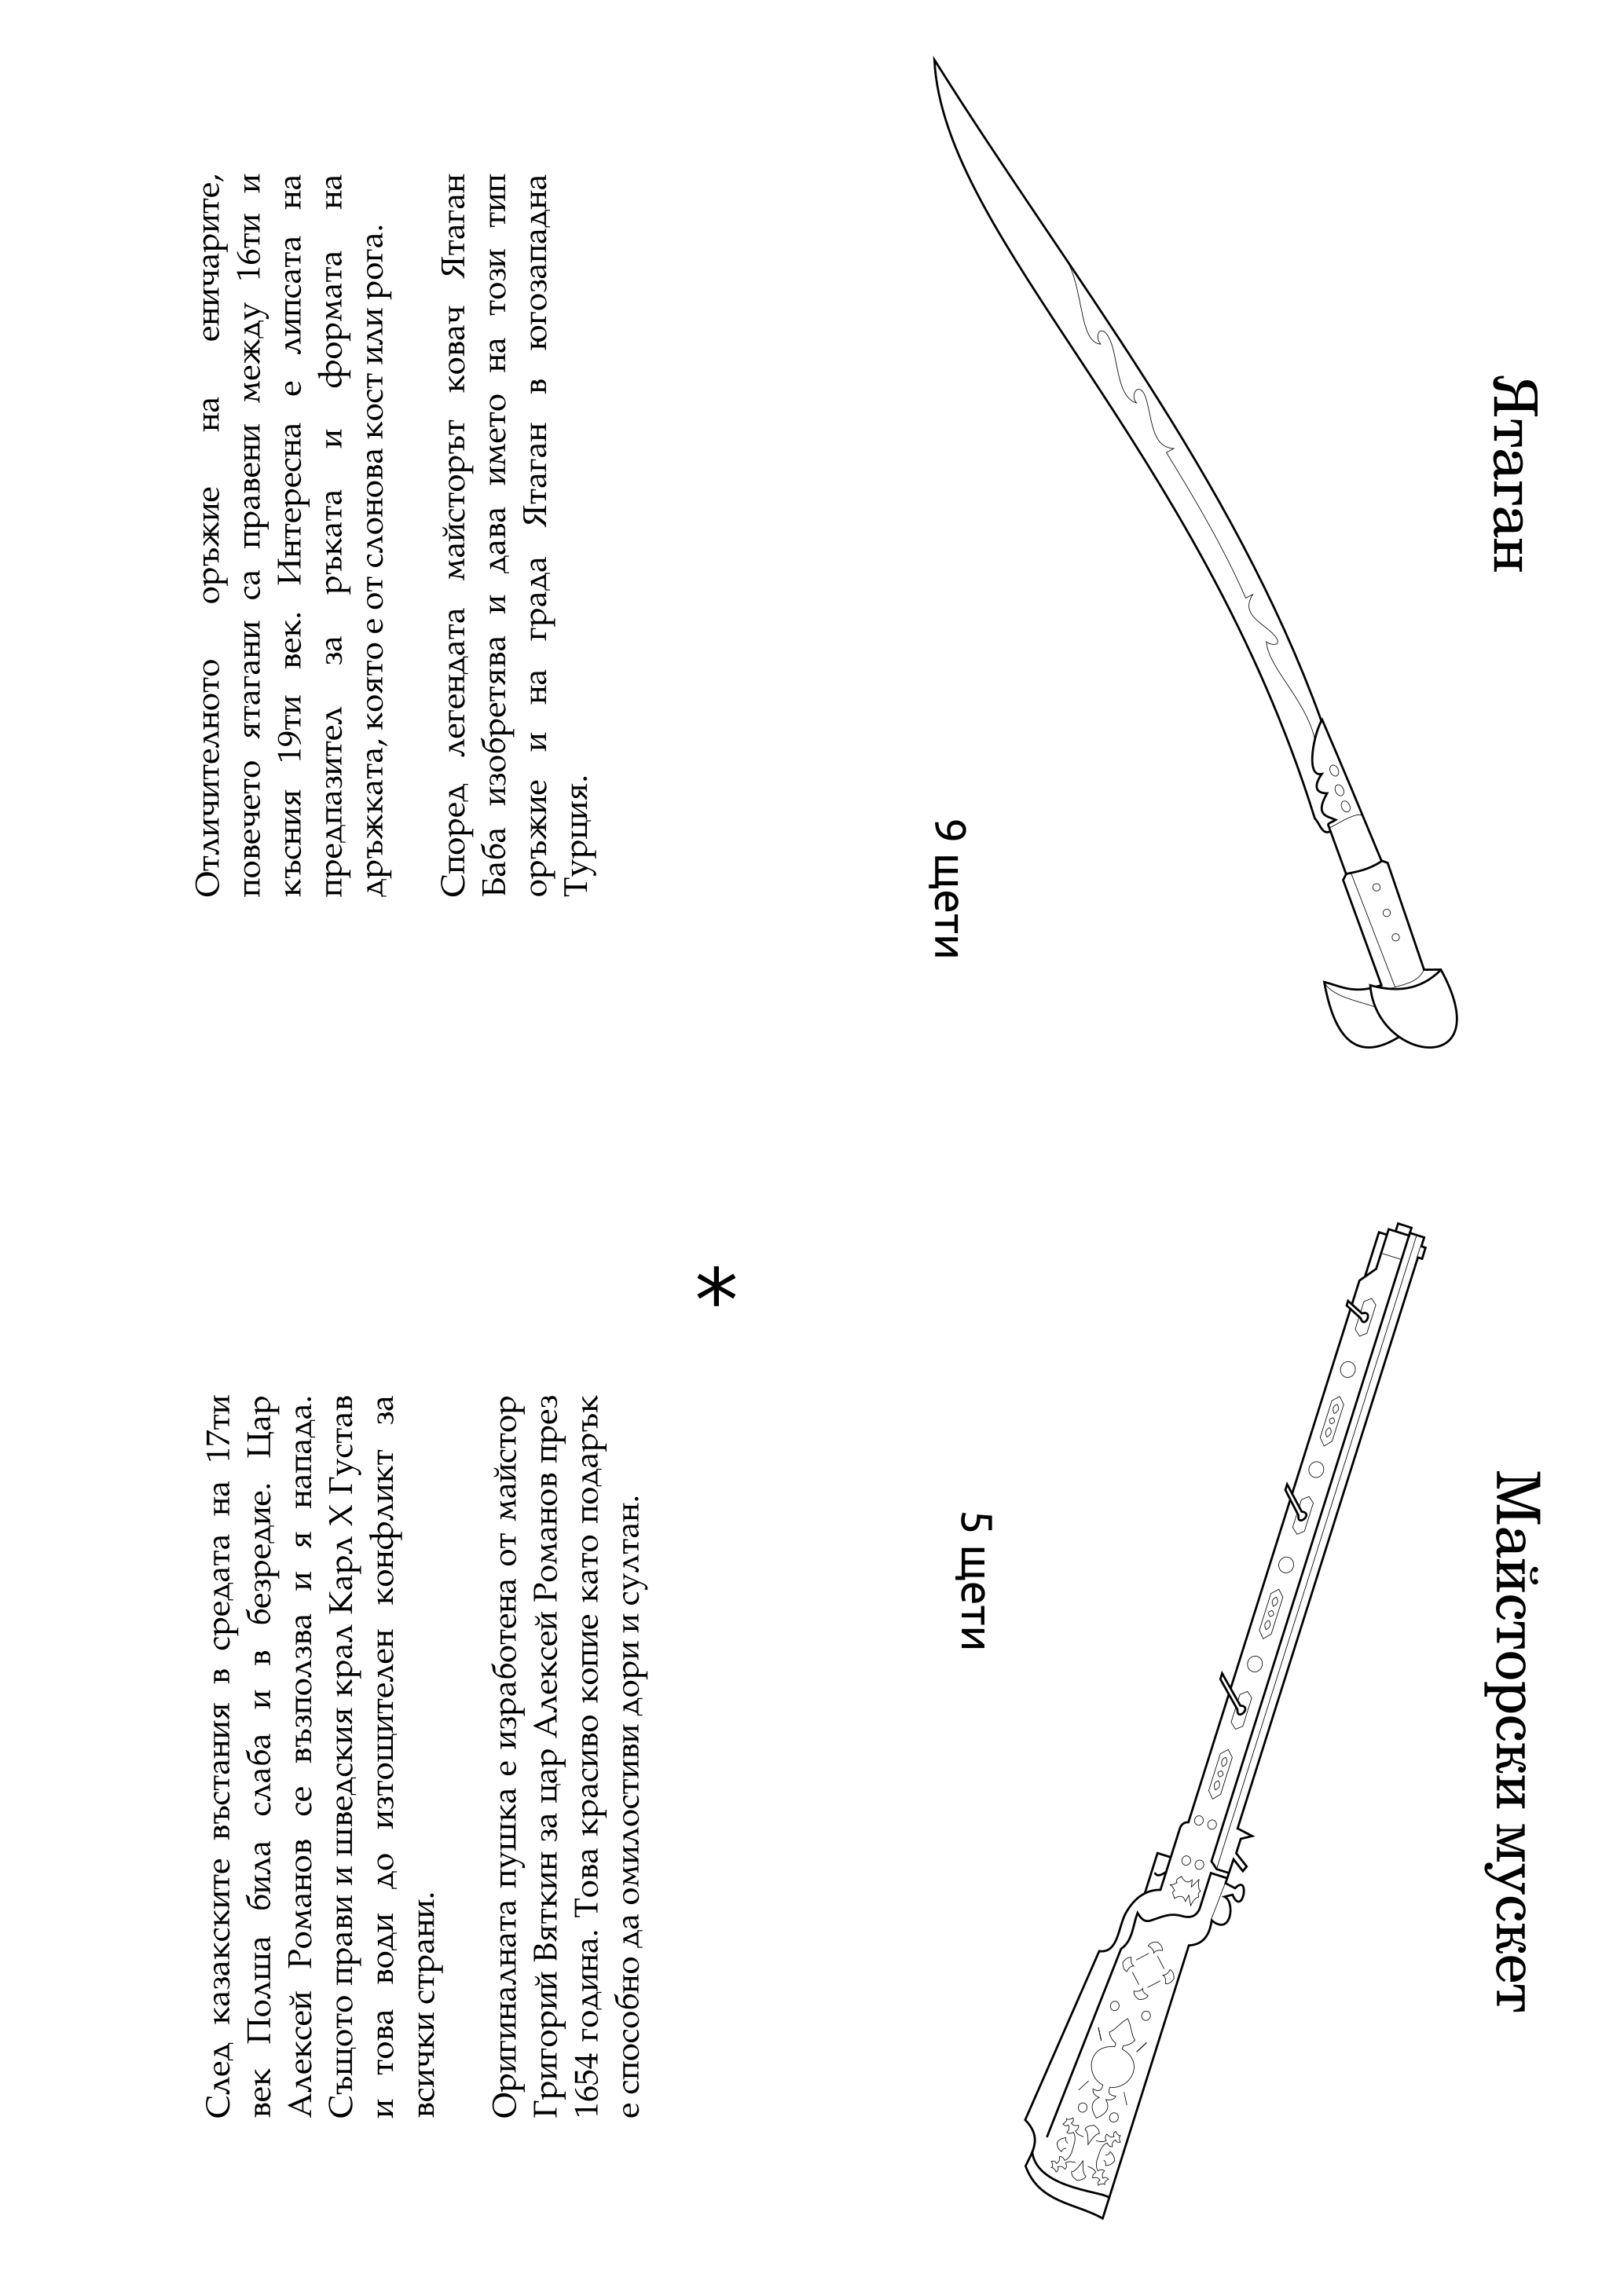 Ятаган
9 щети
Отличителното оръжие на еничарите,
повечето ятагани са правени между 16ти и
късния 19ти век. Интересна е липсата на
предпазител за ръката и формата на
дръжката, която е от слонова кост или рога.
Според легендата майсторът ковач Ятаган
Баба изобретява и дава името на този тип
оръжие и на града Ятаган в югозападна
Турция.
Майсторски мускет
5 щети
*
След казакските въстания в средата на 17ти
век Полша била слаба и в безредие. Цар
Алексей Романов се възползва и я напада.
Същото прави и шведския крал Карл X Густав
и това води до изтощителен конфликт за
всички страни.
Оригиналната пушка е изработена от майстор
Григорий Вяткин за цар Алексей Романов през
1654 година. Това красиво копие като подарък
е способно да омилостиви дори и султан.